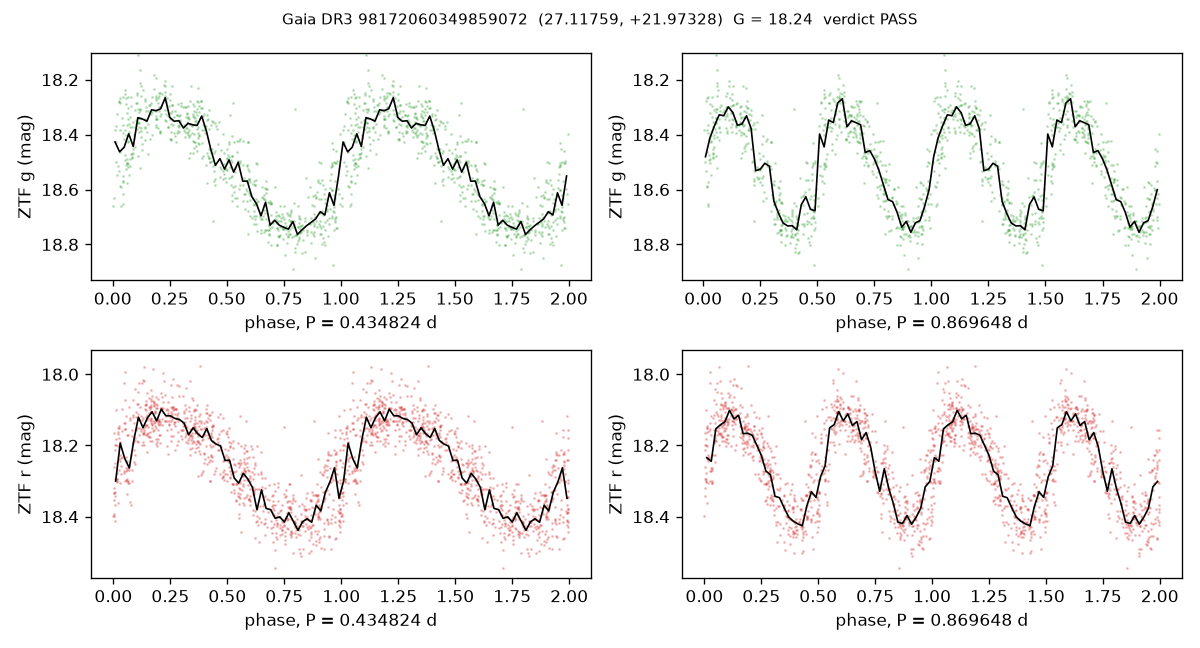 Gaia DR3 98172060349859072  (27.11759, +21.97328)  G = 18.24  verdict PASS
ZTF g (mag)
18.2
18.4
18.6
18.8
0.00 0.25 0.50 0.75 1.00 1.25 1.50 1.75 2.00
phase, P = 0.434824 d
ZTF g (mag)
18.2
18.4
18.6
18.8
0.00 0.25 0.50 0.75 1.00 1.25 1.50 1.75 2.00
phase, P = 0.869648 d
ZTF r (mag)
18.0
18.2
18.4
0.00 0.25 0.50 0.75 1.00 1.25 1.50 1.75 2.00
phase, P = 0.434824 d
ZTF r (mag)
18.0
18.2
18.4
0.00 0.25 0.50 0.75 1.00 1.25 1.50 1.75 2.00
phase, P = 0.869648 d